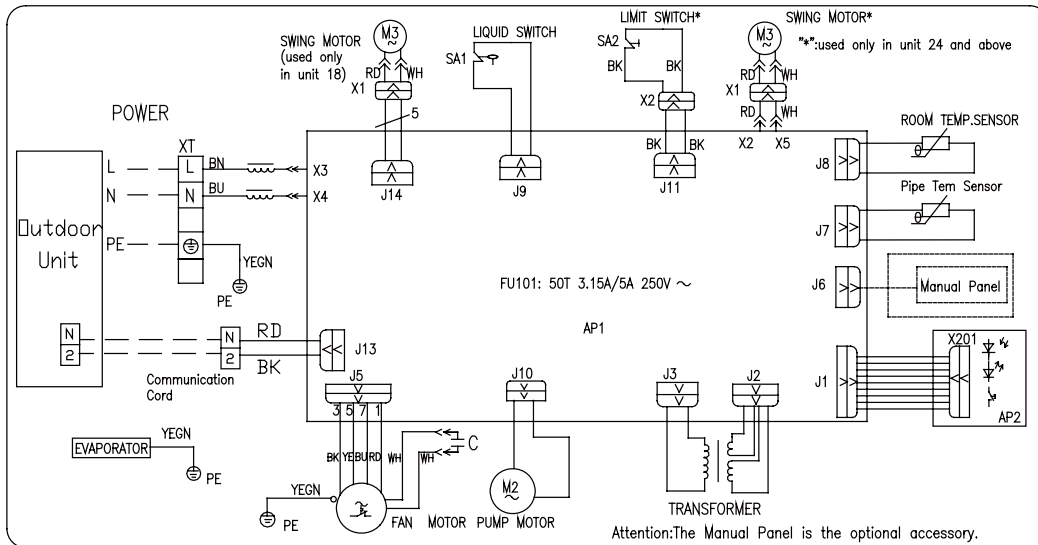 LIMIT SWITCH*
SWING MOTOR*
M3
~
SWING MOTOR
(used only
in unit 18)
LIQUID SWITCH
M3
~
"*":used only in unit 24 and above
SA1
SA2
BK
BK
RD
WH
RD
WH
X1
X2
X1
POWER
5
RD
WH
ROOM TEMP.SENSOR
XT
BK
BK
X2
X5
L
L
BN
X3
J8
J14
J9
J11
N
N
BU
X4
Pipe Tem Sensor
Outdoor
Unit
PE
J7
YEGN
PE
FU101: 50T 3.15A/5A 250V ~
J6
Manual Panel
AP1
N
2
N
2
RD
BK
J13
X201
Communication
Cord
J5
J10
J3
J2
J1
AP2
3 5 7 1
EVAPORATOR
YEGN
PE
BK YE BU RD WH WH
C
YEGN
PE
M2
~
FAN MOTOR
PUMP MOTOR
TRANSFORMER
Attention:The Manual Panel is the optional accessory.